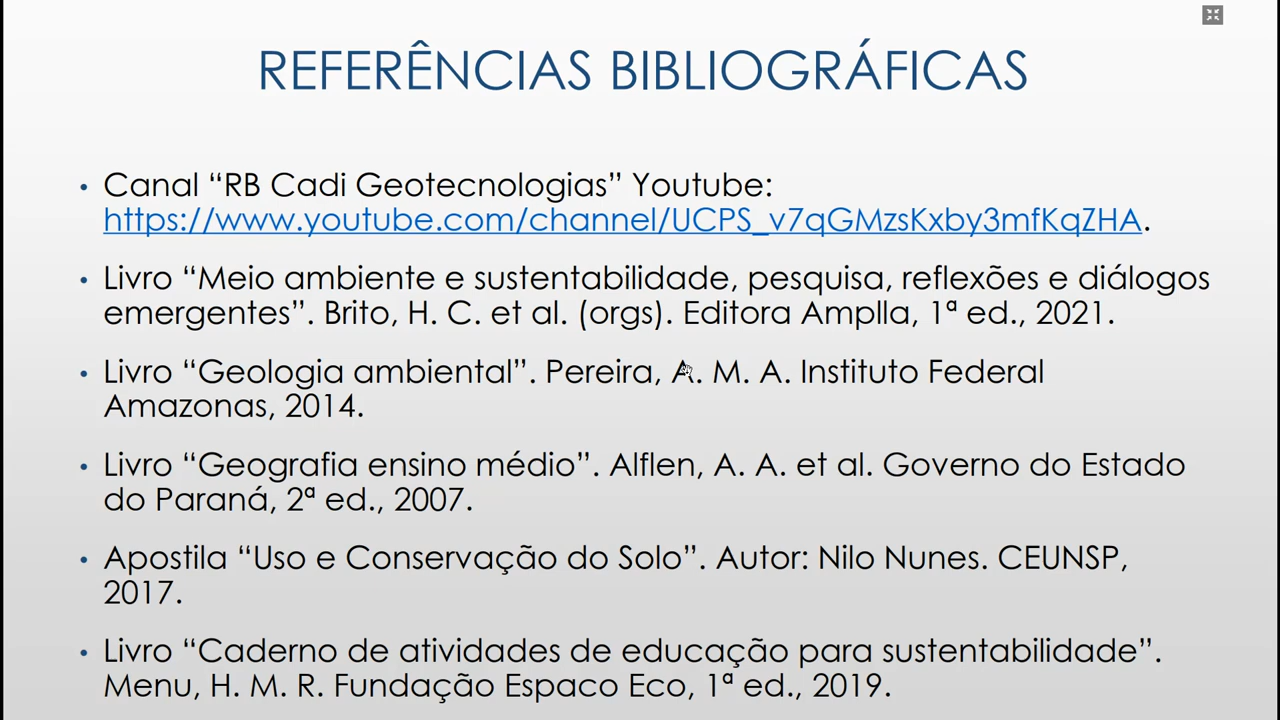 REFERÊNCIAS BIBLIOGRÁFICAS
• Canal “RB Cadi Geotecnologias” Youtube:
https://www.youtube.com/channel/UCPS_v7qGMzsKxby3mfKqZHA.
• Livro “Meio ambiente e sustentabilidade, pesquisa, reflexões e diálogos
emergentes”. Brito, H. C. et al. (orgs). Editora Amplla, 1ª ed., 2021.
• Livro “Geologia ambiental”. Pereira, A. M. A. Instituto Federal
Amazonas, 2014.
• Livro “Geografia ensino médio”. Alflen, A. A. et al. Governo do Estado
do Paraná, 2ª ed., 2007.
• Apostila “Uso e Conservação do Solo”. Autor: Nilo Nunes. CEUNSP,
2017.
• Livro “Caderno de atividades de educação para sustentabilidade”.
Menu, H. M. R. Fundação Espaco Eco, 1ª ed., 2019.